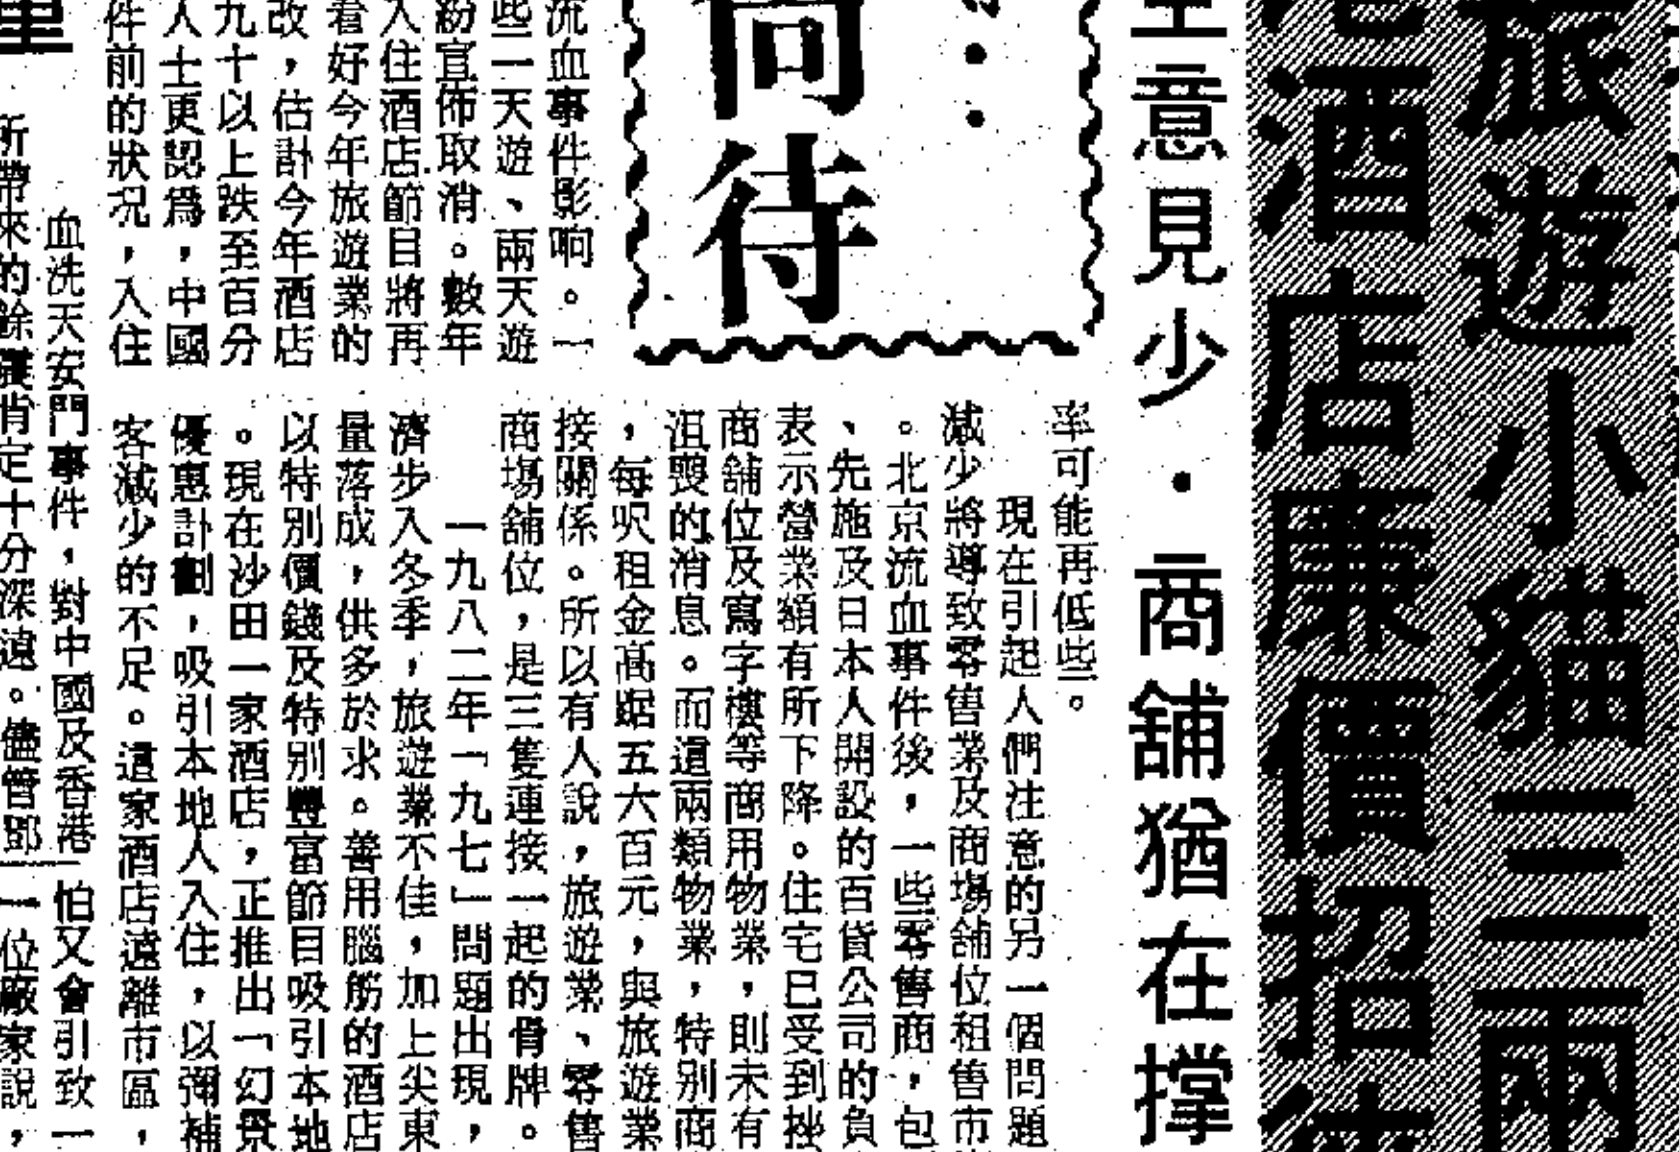 旅遊小貓三兩
酒店廉價招待
意見少．商舖猶在撐
待
流血事件影响。一
些一天遊、兩天遊
紛宣佈取消。數年
入住酒店節目將再
看好今年旅遊業的
改，估計今年酒店
九十以上跌至百分
人士更認爲，中國
件前的狀況，入住
率可能再低些。
現在引起人們注意的另一個問題
減少將導致零售業及商場舖位租售市
。北京流血事件後，一些零售商，包
、先施及日本人開設的百貨公司的負
表示營業額有所下降。住宅已受到挫
商舖位及寫字樓等商用物業，則未有
沮喪的消息。而這兩類物業，特別商
，每呎租金高踞五六百元，與旅遊業
接關係。所以有人說，旅遊業、零售
商場舖位，是三隻連接一起的骨牌。
一九八二年「九七」問題出現，
濟步入冬季，旅遊業不佳，加上尖東
量落成，供多於求。善用腦筋的酒店
以特別價錢及特別豐富節目吸引本地
。現在沙田一家酒店，正推出「幻景
優惠計劃，吸引本地人入住，以彌補
客減少的不足。這家酒店遠離市區，
血洗天安門事件，對中國及香港
所帶來的餘震肯定十分深遠。儘管鄧
怕又會引致一
一位廠家說，